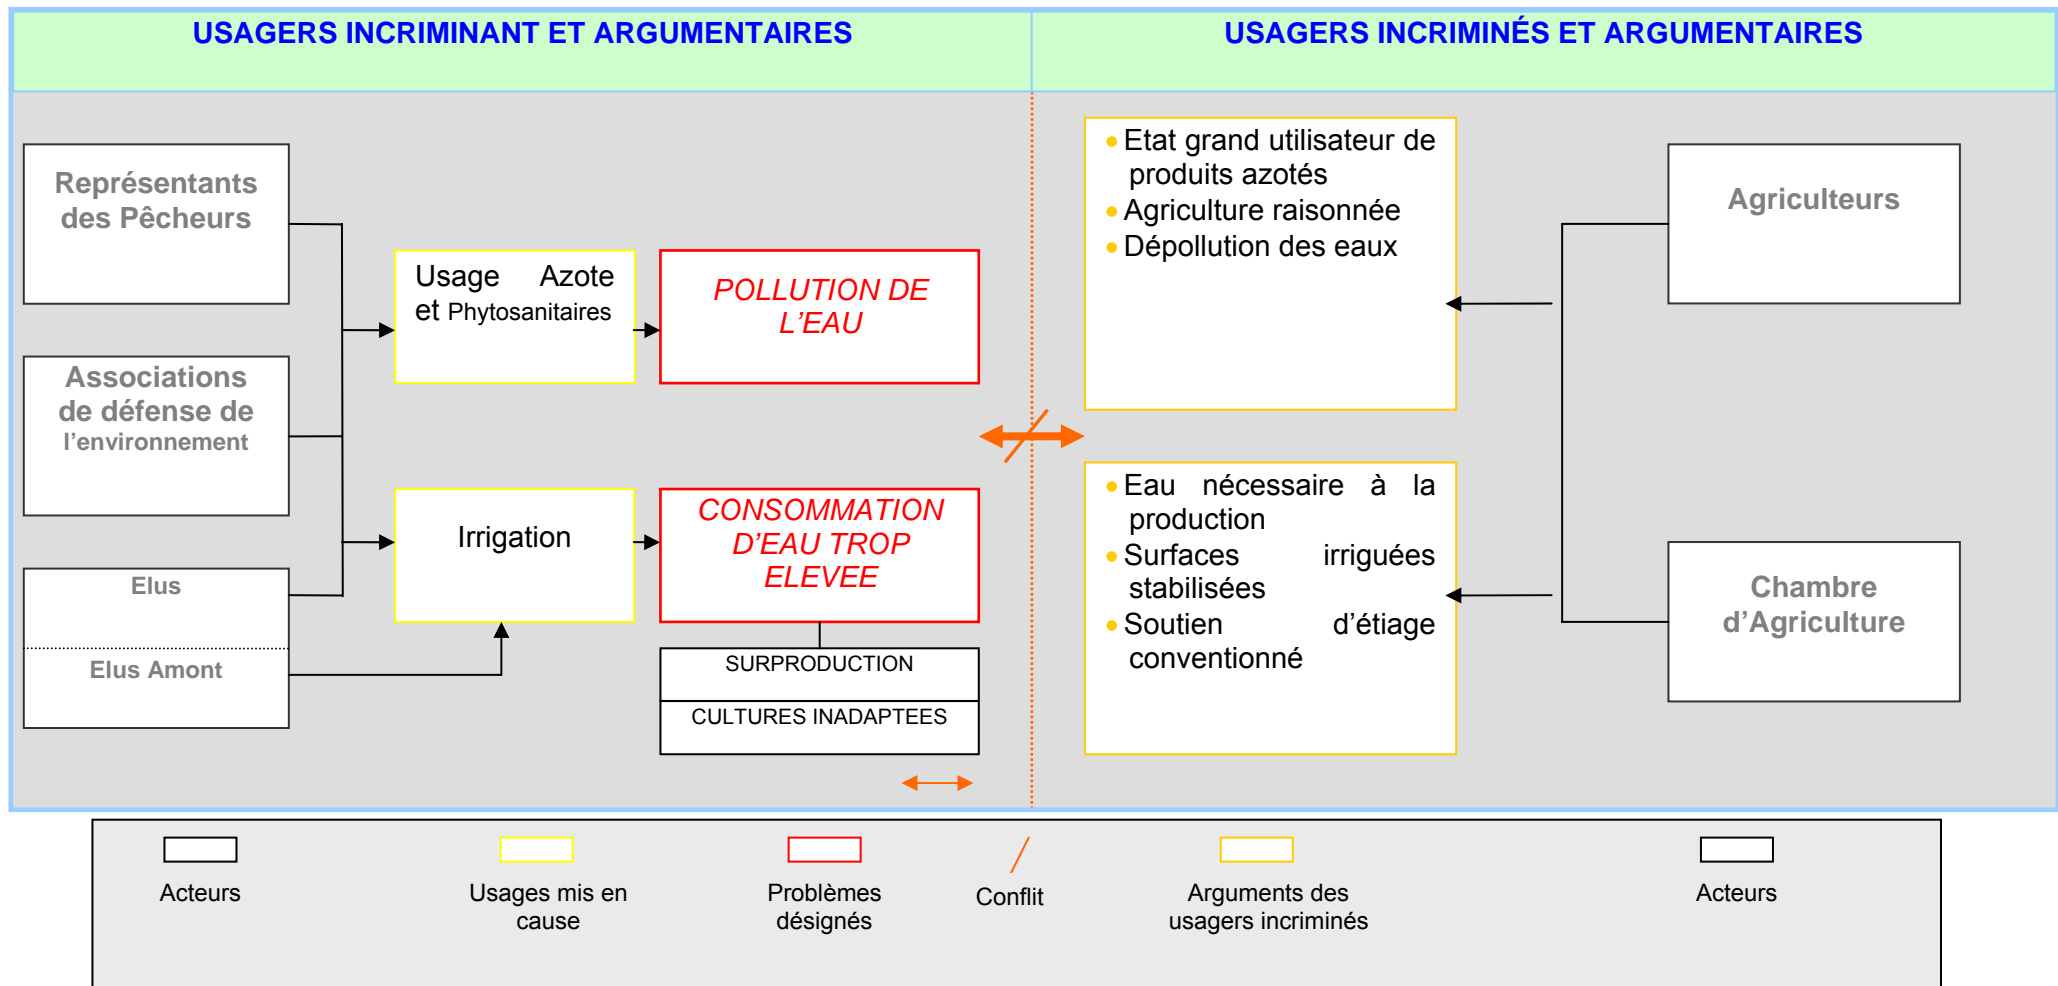 USAGERS INCRIMINANT ET ARGUMENTAIRES
USAGERS INCRIMINÉS ET ARGUMENTAIRES
Représentants
des Pêcheurs
Associations
de défense de
l’environnement
Elus
Elus Amont
Usage Azote
et Phytosanitaires
Irrigation
POLLUTION DE
L’EAU
CONSOMMATION
D’EAU TROP
ELEVEE
SURPRODUCTION
CULTURES INADAPTEES
• Etat grand utilisateur de
produits azotés
• Agriculture raisonnée
• Dépollution des eaux
• Eau nécessaire à la
production
• Surfaces irriguées
stabilisées
• Soutien d’étiage
conventionné
Agriculteurs
Chambre
d’Agriculture
Acteurs
Usages mis en
cause
Problèmes
désignés
Conflit
Arguments des
usagers incriminés
Acteurs